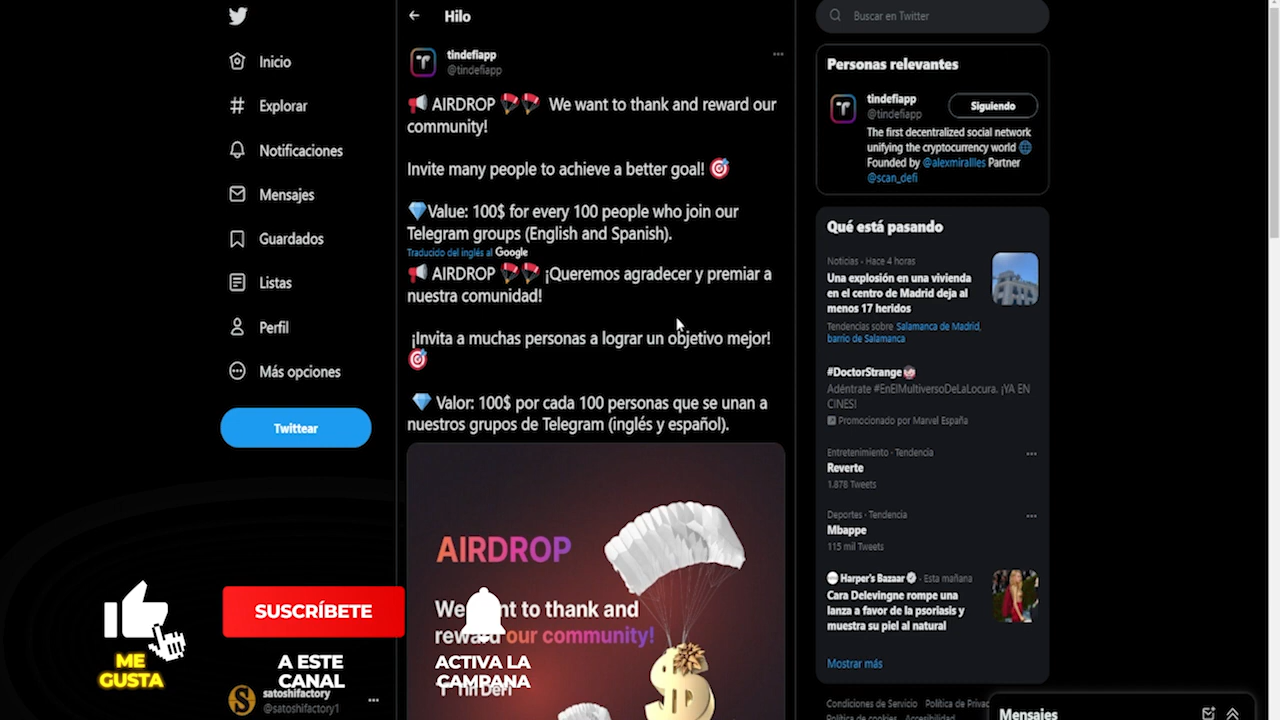 Inicio
Explorar
Notificaciones
Mensajes
Guardados
Listas
Perfil
Más opciones
Twittear
ME
GUSTA
SUSCRÍBETE
A ESTE
CANAL
satoshifactory
@satoshifactory1
Hilo
tindefiapp
@tindefiapp
AIRDROP We want to thank and reward our
community!
Invite many people to achieve a better goal!
Value: 100$ for every 100 people who join our
Telegram groups (English and Spanish).
Traducido del inglés al Google
AIRDROP ¡Queremos agradecer y premiar a
nuestra comunidad!
¡Invita a muchas personas a lograr un objetivo mejor!
Valor: 100$ por cada 100 personas que se unan a
nuestros grupos de Telegram (inglés y español).
AIRDROP
We want to thank and
reward our community!
ACTIVA LA
CAMPANA
Tin Defi
Buscar en Twitter
Personas relevantes
tindefiapp
@tindefiapp
Siguiendo
The first decentralized social network
unifying the cryptocurrency world
Founded by @alexmirallles Partner
@scan_defi
Qué está pasando
Noticias · Hace 4 horas
Una explosión en una vivienda
en el centro de Madrid deja al
menos 17 heridos
Tendencias sobre Salamanca de Madrid,
barrio de Salamanca
#DoctorStrange
Adéntrate #EnElMultiversoDeLaLocura. ¡YA EN
CINES!
Promocionado por Marvel España
Entretenimiento · Tendencia
Reverte
1.878 Tweets
Deportes · Tendencia
Mbappe
115 mil Tweets
Harper's Bazaar · Esta mañana
Cara Delevingne rompe una
lanza a favor de la psoriasis y
muestra su piel al natural
Mostrar más
Condiciones de Servicio Política de Privac
Política de cookies Accesibilidad
Mensajes